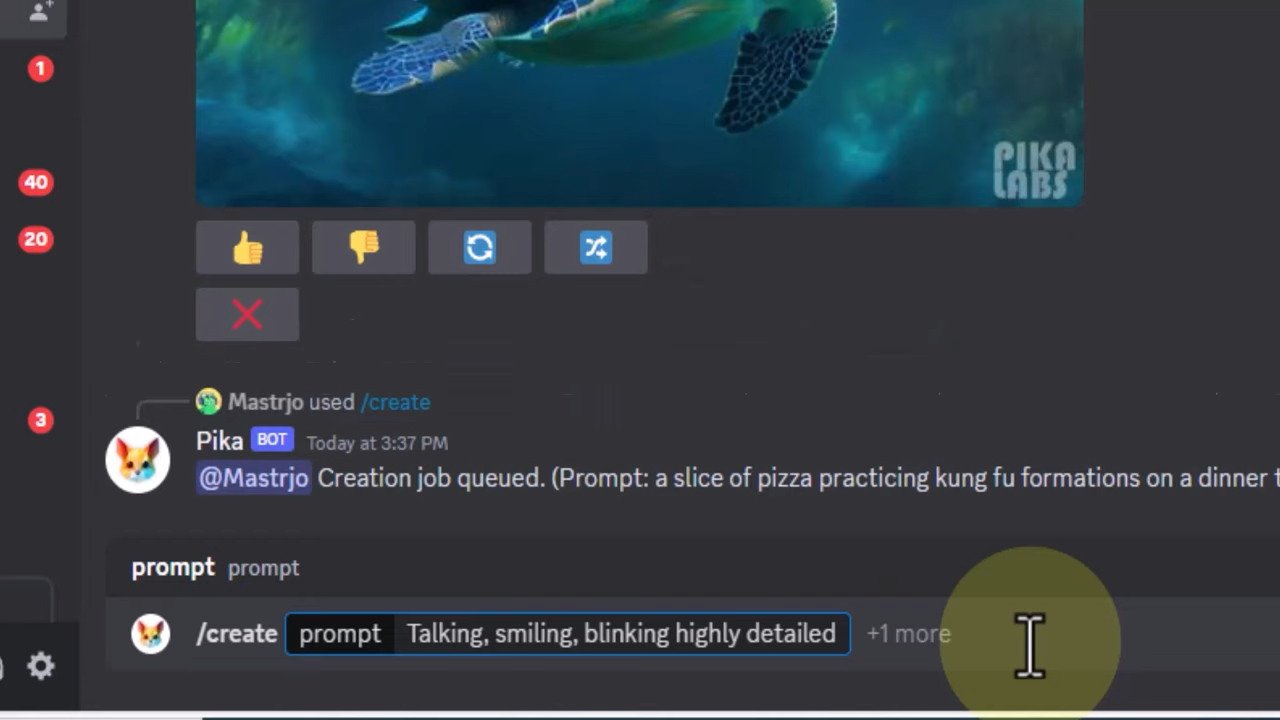 1
PIKA
LABS
40
20
Mastrjo used /create
3
Pika BOT Today at 3:37 PM
@Mastrjo Creation job queued. (Prompt: a slice of pizza practicing kung fu formations on a dinner
prompt prompt
/create prompt Talking, smiling, blinking highly detailed +1 more